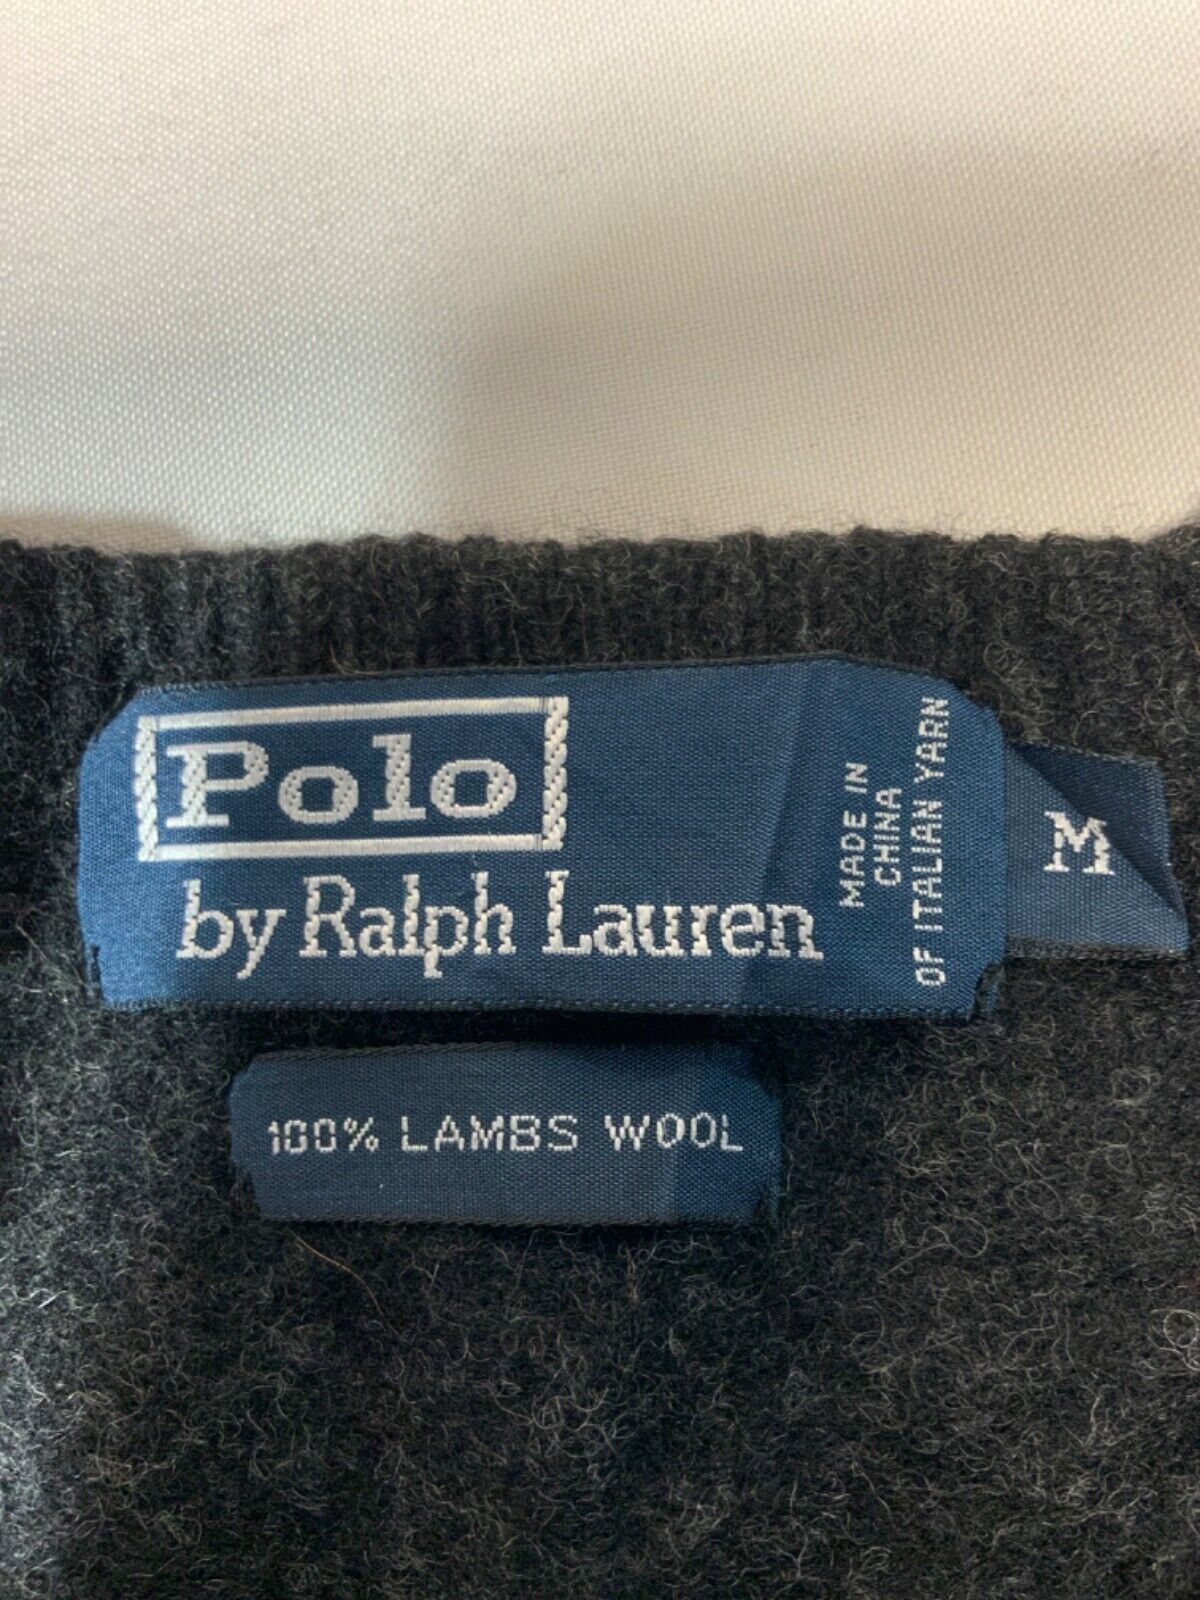 Polo
by Ralph Lauren
MADE IN
CHINA
OF ITALIAN YARN
M
100% LAMBS WOOL